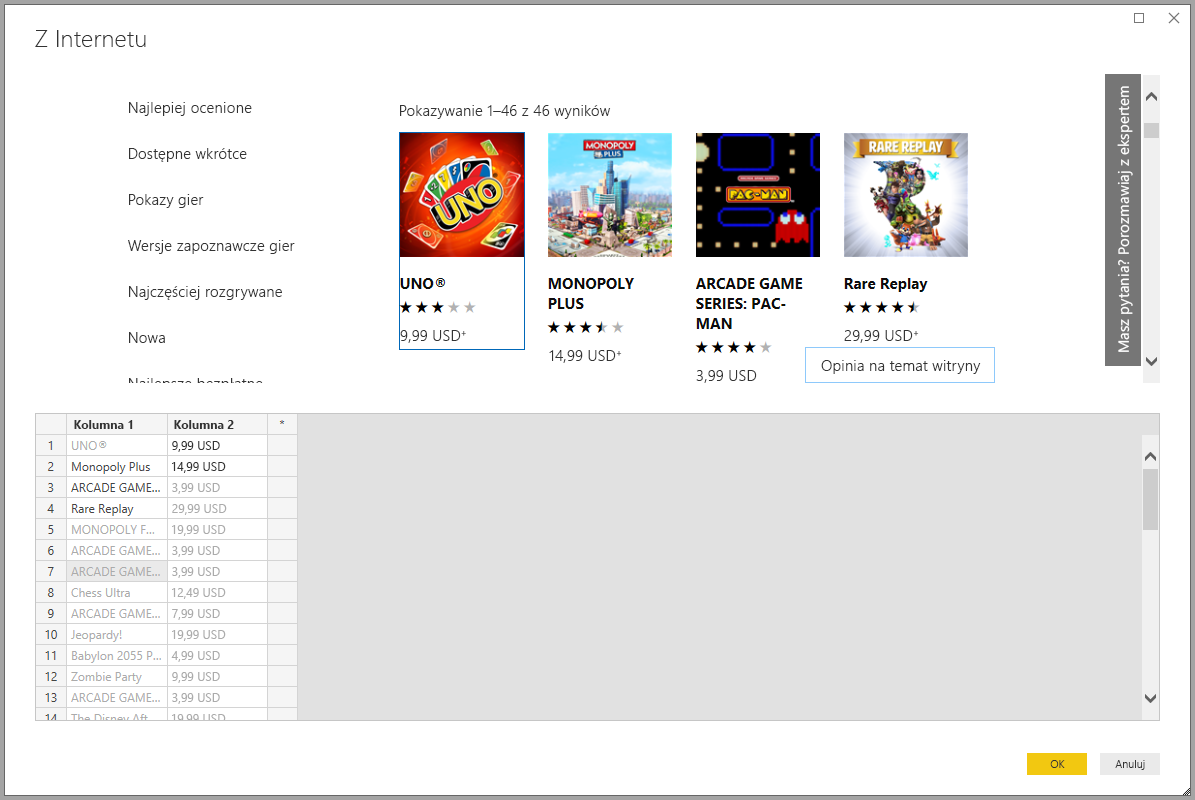 Z Internetu
Najlepiej ocenione
Dostępne wkrótce
Pokazy gier
Wersje zapoznawcze gier
Najczęściej rozgrywane
Nowa
Najlepsze bezpłatne
Pokazywanie 1–46 z 46 wyników
UNO
UNO®
9,99 USD+
MONOPOLY
PLUS
MONOPOLY
PLUS
14,99 USD+
PAC-MAN
ARCADE GAME
SERIES: PAC-
MAN
3,99 USD
RARE REPLAY
Rare Replay
29,99 USD+
Opinia na temat witryny
Masz pytania? Porozmawiaj z ekspertem
Kolumna 1 Kolumna 2 *
1 UNO® 9,99 USD
2 Monopoly Plus 14,99 USD
3 ARCADE GAME... 3,99 USD
4 Rare Replay 29,99 USD
5 MONOPOLY F... 19,99 USD
6 ARCADE GAME... 3,99 USD
7 ARCADE GAME... 3,99 USD
8 Chess Ultra 12,49 USD
9 ARCADE GAME... 7,99 USD
10 Jeopardy! 19,99 USD
11 Babylon 2055 P... 4,99 USD
12 Zombie Party 9,99 USD
13 ARCADE GAME... 3,99 USD
14 The Disney Aft... 19,99 USD
OK
Anuluj